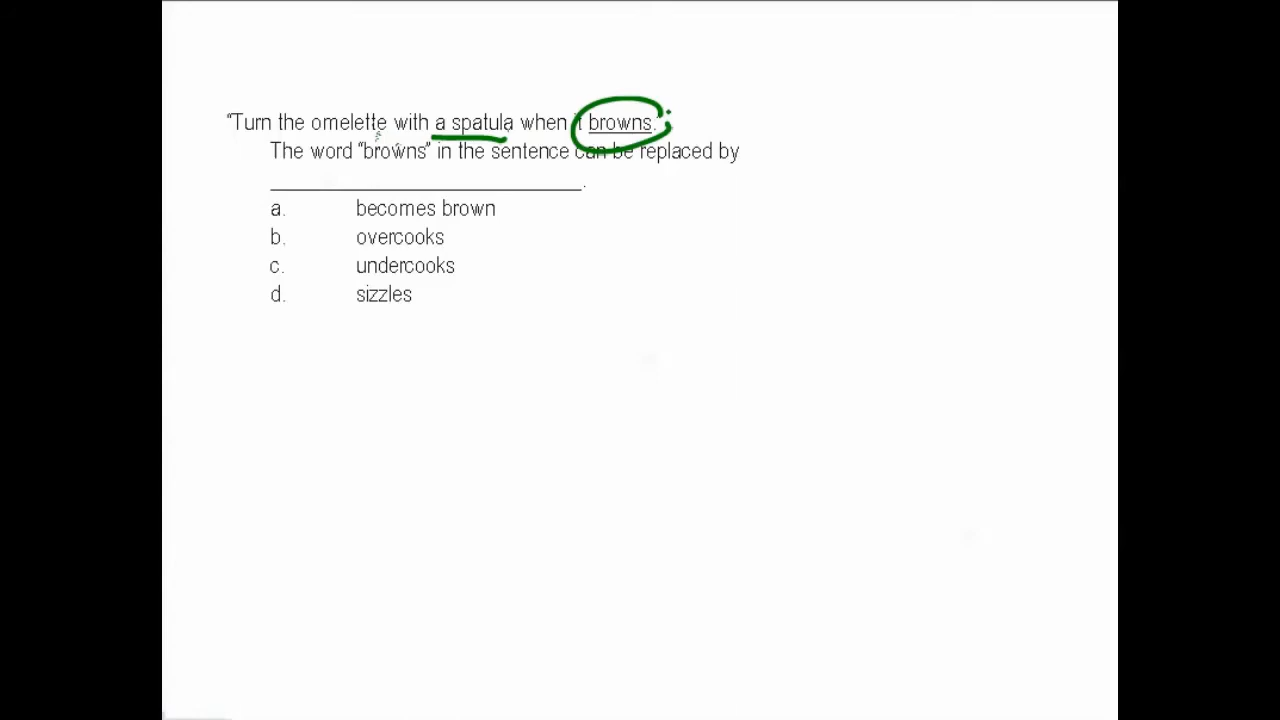 “Turn the omelette with a spatula when it browns.”
The word “browns” in the sentence can be replaced by
______________________________.
a. becomes brown
b. overcooks
c. undercooks
d. sizzles